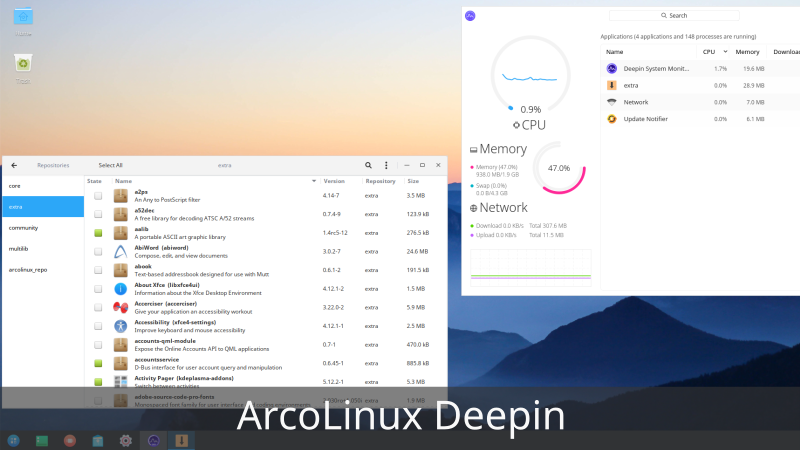 Search
Applications (4 applications and 148 processes are running)
Name CPU Memory Download
Deepin System Monit... 1.7% 19.6 MB
extra 0.0% 28.9 MB
Network 0.0% 7.0 MB
Update Notifier 0.0% 6.1 MB
0.9%
CPU
Memory
Memory (47.0%)
938.0 MB/1.9 GB
Swap (0.0%)
0.0 B/4.3 GB
47.0%
Network
Download 0.0 KB/s Total 307.6 MB
Upload 0.0 KB/s Total 11.5 MB
Repositories Select All extra
core
extra
community
multilib
arcolinux_repo
State Name Version Repository Size
a2ps
An Any to PostScript filter
4.14-7 extra 3.5 MB
a52dec
A free library for decoding ATSC A/52 streams
0.7.4-9 extra 123.9 kB
aalib
A portable ASCII art graphic library
1.4rc5-12 extra 276.5 kB
AbiWord (abiword)
Compose, edit, and view documents
3.0.2-7 extra 24.6 MB
abook
Text-based addressbook designed for use with Mutt
0.6.1-2 extra 191.5 kB
About Xfce (libxfce4ui)
Information about the Xfce Desktop Environment
4.12.1-2 extra 1.5 MB
Accerciser (accerciser)
Give your application an accessibility workout
3.22.0-2 extra 5.9 MB
Accessibility (xfce4-settings)
Improve keyboard and mouse accessibility
4.12.1-1 extra 2.5 MB
accounts-qml-module
Expose the Online Accounts API to QML applications
0.7-1 extra 470.0 kB
accountsservice
D-Bus interface for user account query and manipulation
0.6.45-1 extra 885.8 kB
Activity Pager (kdeplasma-addons)
Switch between activities
5.12.2-1 extra 5.3 MB
adobe-source-code-pro-fonts
Monospaced font family for user interface and coding environments
extra 1.9 MB
ArcoLinux Deepin